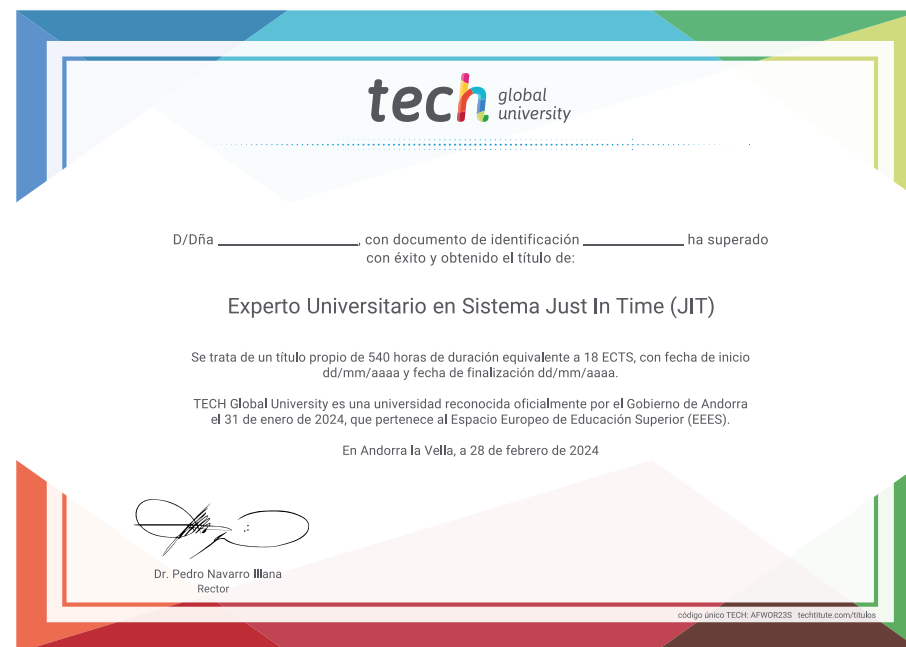 tech global university
D/Dña ____________________, con documento de identificación ______________ ha superado
con éxito y obtenido el título de:
Experto Universitario en Sistema Just In Time (JIT)
Se trata de un título propio de 540 horas de duración equivalente a 18 ECTS, con fecha de inicio
dd/mm/aaaa y fecha de finalización dd/mm/aaaa.
TECH Global University es una universidad reconocida oficialmente por el Gobierno de Andorra
el 31 de enero de 2024, que pertenece al Espacio Europeo de Educación Superior (EEES).
En Andorra la Vella, a 28 de febrero de 2024
Dr. Pedro Navarro Illana
Rector
código único TECH: AFWOR23S techtitute.com/titulos